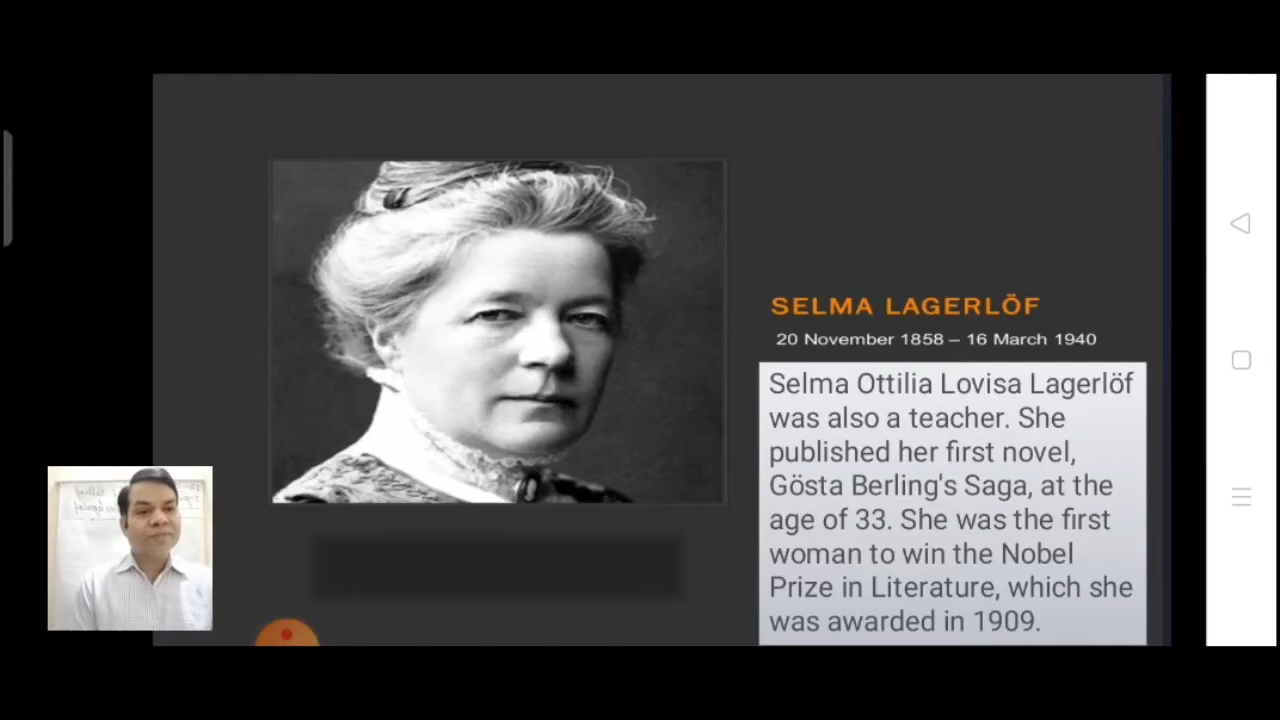 SELMA LAGERLÖF
20 November 1858 – 16 March 1940
Selma Ottilia Lovisa Lagerlöf
was also a teacher. She
published her first novel,
Gösta Berling's Saga, at the
age of 33. She was the first
woman to win the Nobel
Prize in Literature, which she
was awarded in 1909.